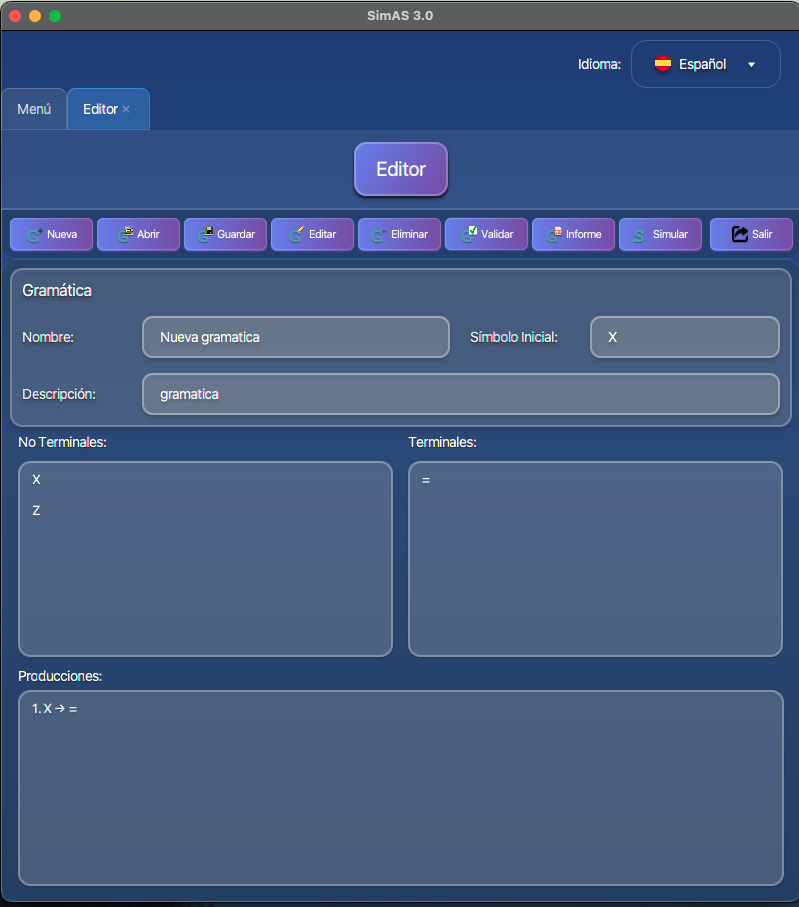 SimAS 3.0
Idioma: Español
Menú Editor ×
Editor
Nueva Abrir Guardar Editar Eliminar Validar Informe Simular Salir
Gramática
Nombre: Nueva gramatica Símbolo Inicial: X
Descripción: gramatica
No Terminales: Terminales:
X =
Z
Producciones:
1. X → =